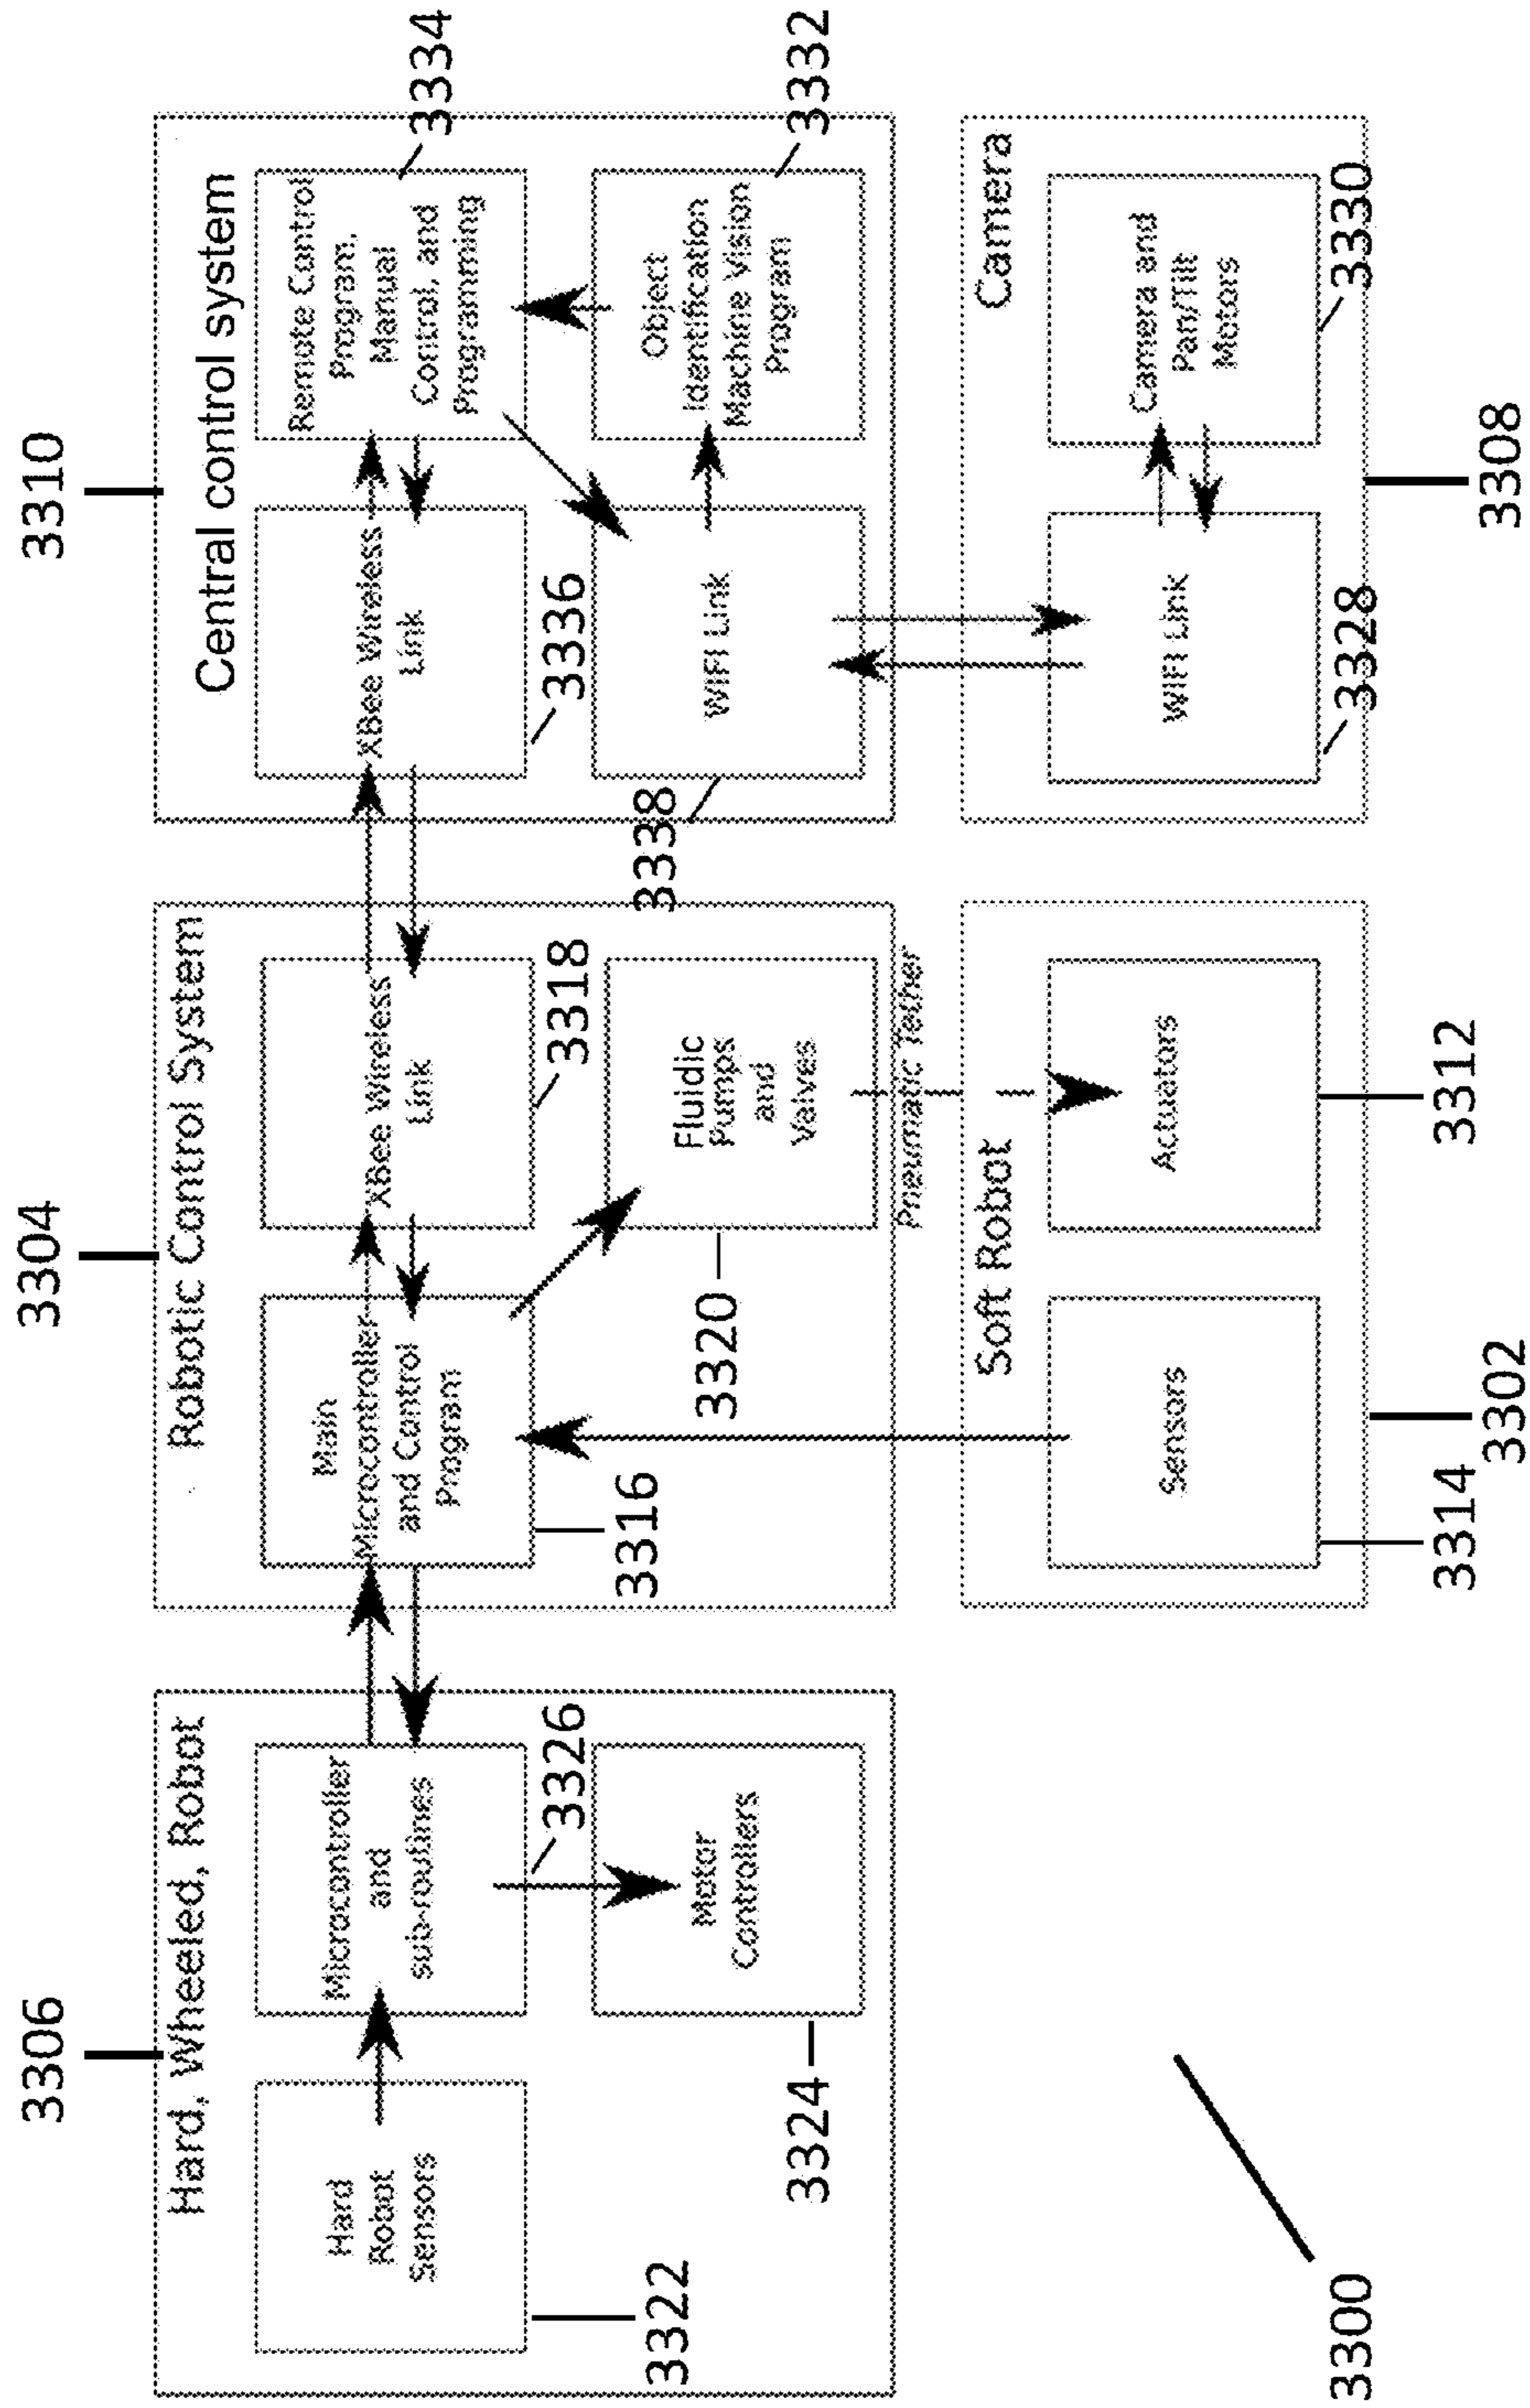 3306
3304
3310
Hard, Wheeled, Robot
Hard
Robot
Sensors
3322
Microcontroller
and
sub-routines
3326
Motor
Controllers
3324
Robotic Control System
Main
Microcontroller
and Control
Program
3316
XBee Wireless
Link
3318
Fluidic
Pumps
and
Valves
3320
Pneumatic Tether
Soft Robot
Sensors
3314
Actuators
3312
3302
Central control system
XBee Wireless
Link
3336
Remote Control
Program,
Manual
Control, and
Programming
3334
WIFI Link
3338
Object
Identification
Machine Vision
Program
3332
Camera
WIFI Link
3328
Camera and
Pan/Tilt
Motors
3330
3308
3300